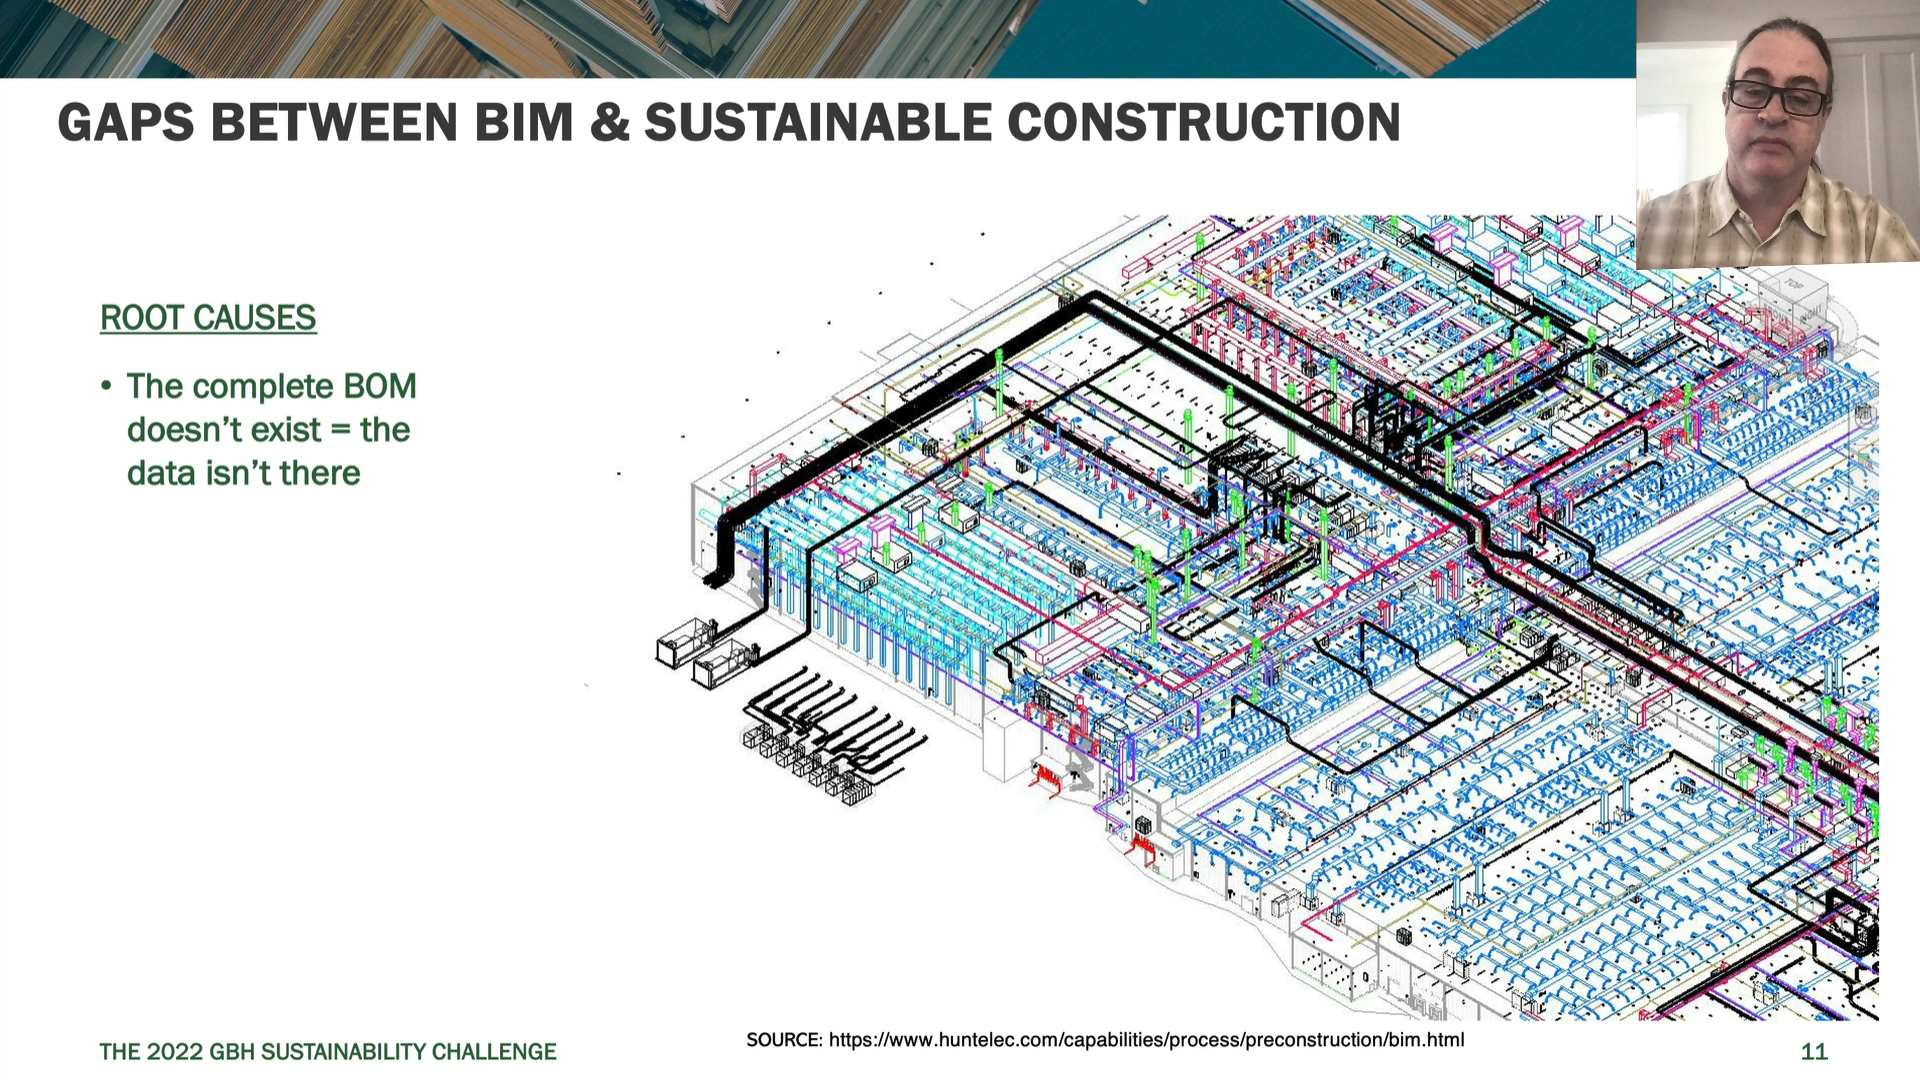 GAPS BETWEEN BIM & SUSTAINABLE CONSTRUCTION
ROOT CAUSES
• The complete BOM
doesn’t exist = the
data isn’t there
TOP
THE 2022 GBH SUSTAINABILITY CHALLENGE
SOURCE: https://www.huntelec.com/capabilities/process/preconstruction/bim.html
11